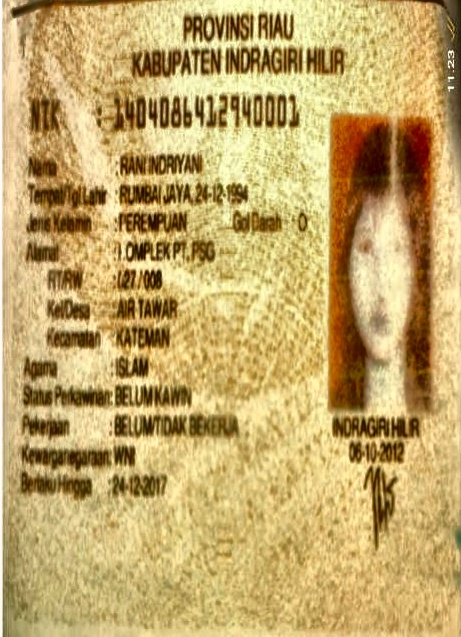 PROVINSI RIAU
KABUPATEN INDRAGIRI HILIR
NIK : 1404086412940001
Nama : RANI INDRIYANI
Tempat/Tgl Lahir : RUMBAI JAYA, 24-12-1994
Jenis Kelamin : PEREMPUAN Gol Darah O
Alamat : OMPLEK PT. PSG
RT/RW : 027 / 008
Kel/Desa : AIR TAWAR
Kecamatan : KATEMAN
Agama : ISLAM
Status Perkawinan: BELUM KAWIN
Pekerjaan : BELUM/TIDAK BEKERJA
Kewarganegaraan: WNI
Berlaku Hingga : 24-12-2017
INDRAGIRI HILIR
06-10-2012
11.23